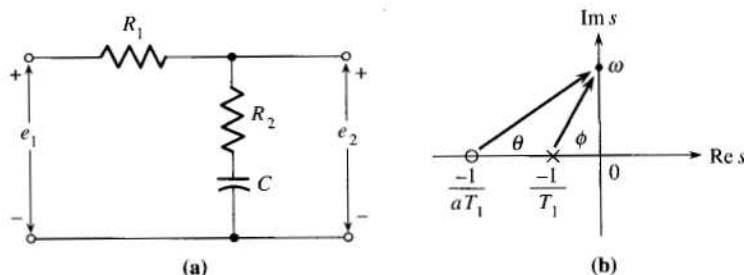 R₁
+
+
R₂
e₁
e₂
C
−
−
(a)
Im s
ω
θ
ϕ
Re s
−1
aT₁
−1
T₁
0
(b)